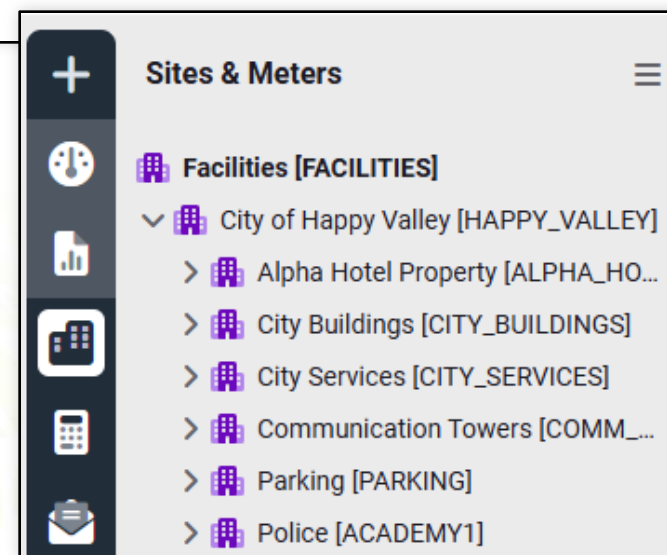 Sites & Meters
Facilities [FACILITIES]
City of Happy Valley [HAPPY_VALLEY]
Alpha Hotel Property [ALPHA_HO...
City Buildings [CITY_BUILDINGS]
City Services [CITY_SERVICES]
Communication Towers [COMM_...
Parking [PARKING]
Police [ACADEMY1]